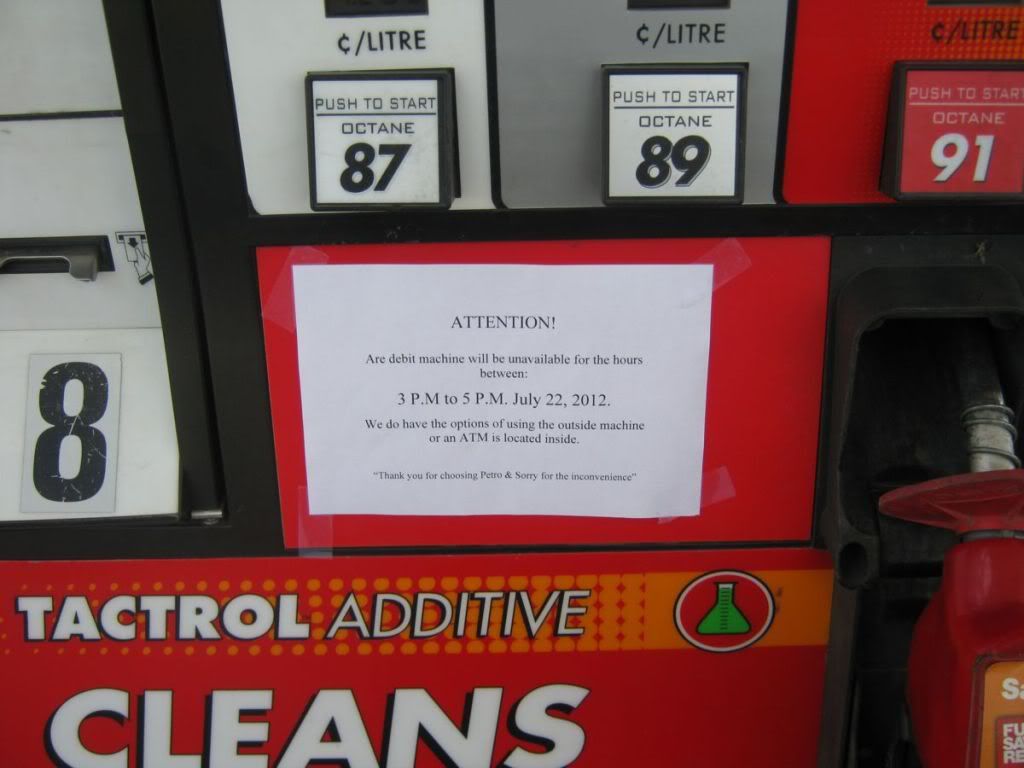 ¢/LITRE
¢/LITRE
¢/LITRE
PUSH TO START
OCTANE
87
PUSH TO START
OCTANE
89
PUSH TO START
OCTANE
91
8
ATTENTION!
Are debit machine will be unavailable for the hours
between:
3 P.M to 5 P.M. July 22, 2012.
We do have the options of using the outside machine
or an ATM is located inside.
“Thank you for choosing Petro & Sorry for the inconvenience”
TACTROL ADDITIVE
CLEANS